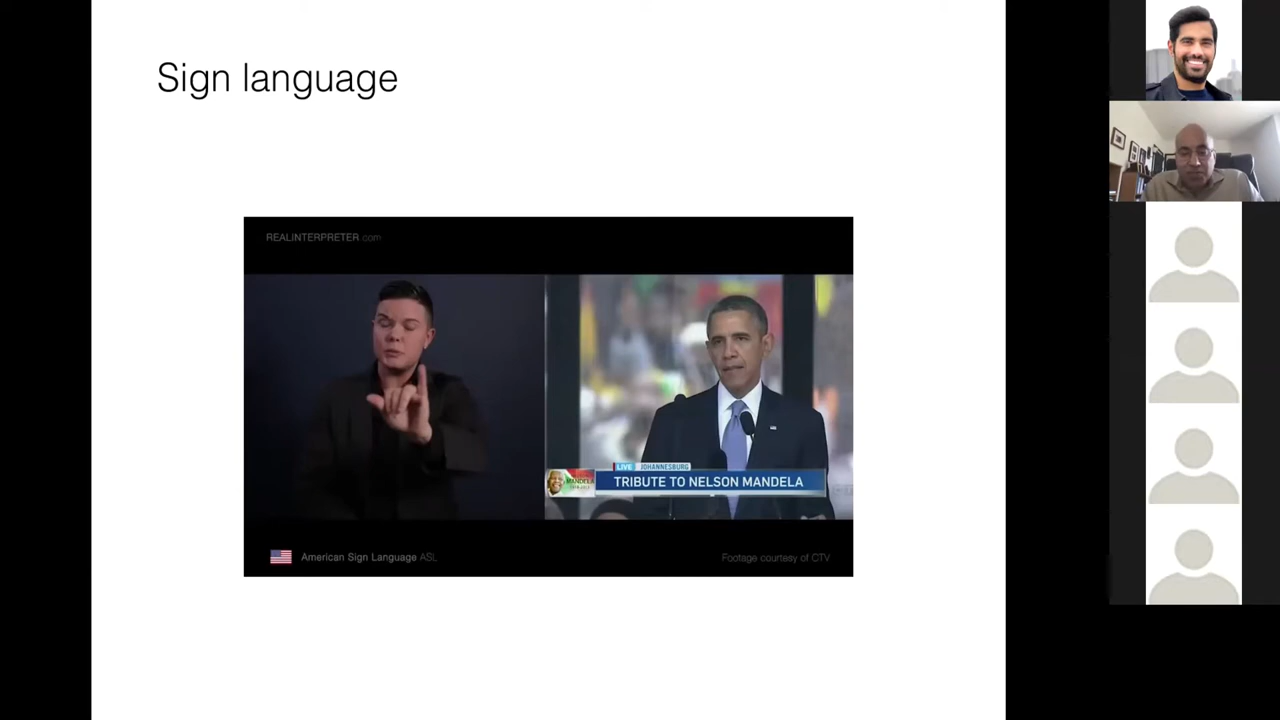 Sign language
REALINTERPRETER.com
LIVE JOHANNESBURG
MANDELA
TRIBUTE TO NELSON MANDELA
American Sign Language ASL
Footage courtesy of CTV